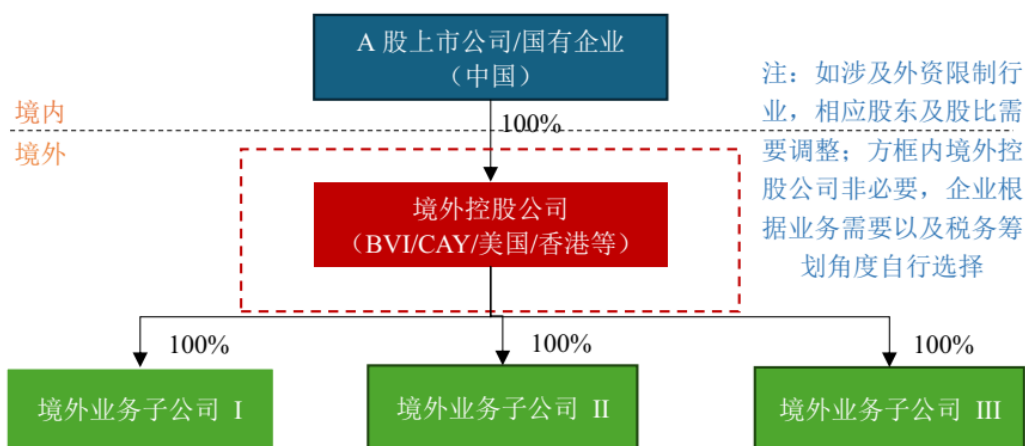 A 股上市公司/国有企业
（中国）
注：如涉及外资限制行
业，相应股东及股比需
要调整；方框内境外控
股公司非必要，企业根
据业务需要以及税务筹
划角度自行选择
境内
100%
境外
境外控股公司
（BVI/CAY/美国/香港等）
100%
100%
100%
境外业务子公司 I
境外业务子公司 II
境外业务子公司 III